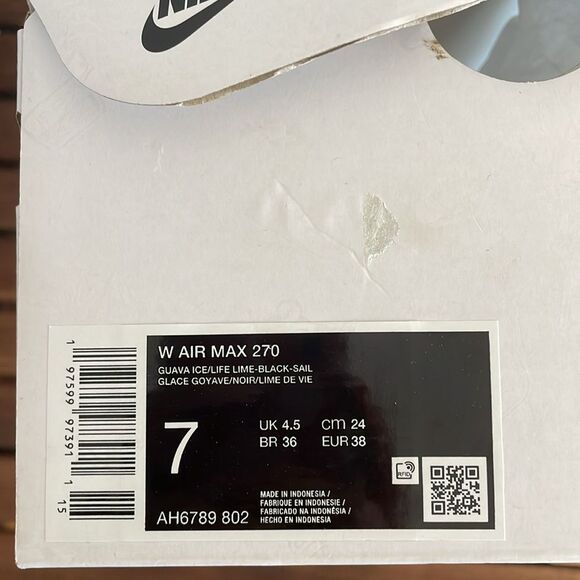 NIKE
W AIR MAX 270
GUAVA ICE/LIFE LIME-BLACK-SAIL
GLACE GOYAVE/NOIR/LIME DE VIE
7
UK 4.5 cm 24
BR 36 EUR 38
RFID
AH6789 802
MADE IN INDONESIA/
FABRIQUE EN INDONESIE/
FABRICADO NA INDONÉSIA/
HECHO EN INDONESIA
1 97599 97391 1 15